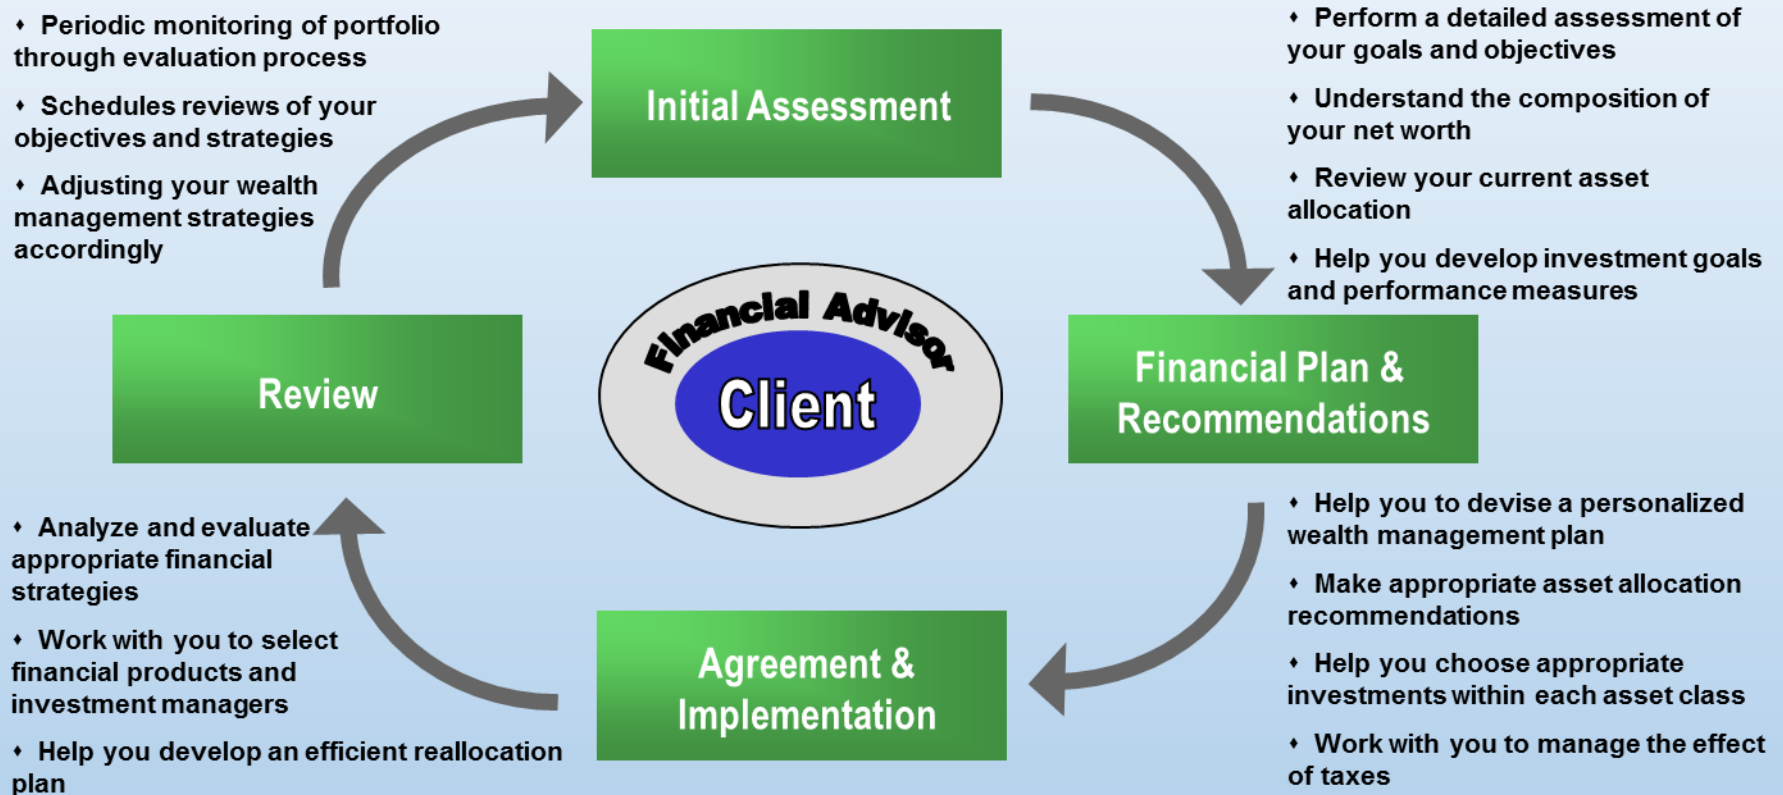 ♦ Periodic monitoring of portfolio
through evaluation process
♦ Schedules reviews of your
objectives and strategies
♦ Adjusting your wealth
management strategies
accordingly
Initial Assessment
♦ Perform a detailed assessment of
your goals and objectives
♦ Understand the composition of
your net worth
♦ Review your current asset
allocation
♦ Help you develop investment goals
and performance measures
Review
Financial Advisor
Client
Financial Plan &
Recommendations
♦ Analyze and evaluate
appropriate financial
strategies
♦ Work with you to select
financial products and
investment managers
♦ Help you develop an efficient reallocation
plan
Agreement &
Implementation
♦ Help you to devise a personalized
wealth management plan
♦ Make appropriate asset allocation
recommendations
♦ Help you choose appropriate
investments within each asset class
♦ Work with you to manage the effect
of taxes